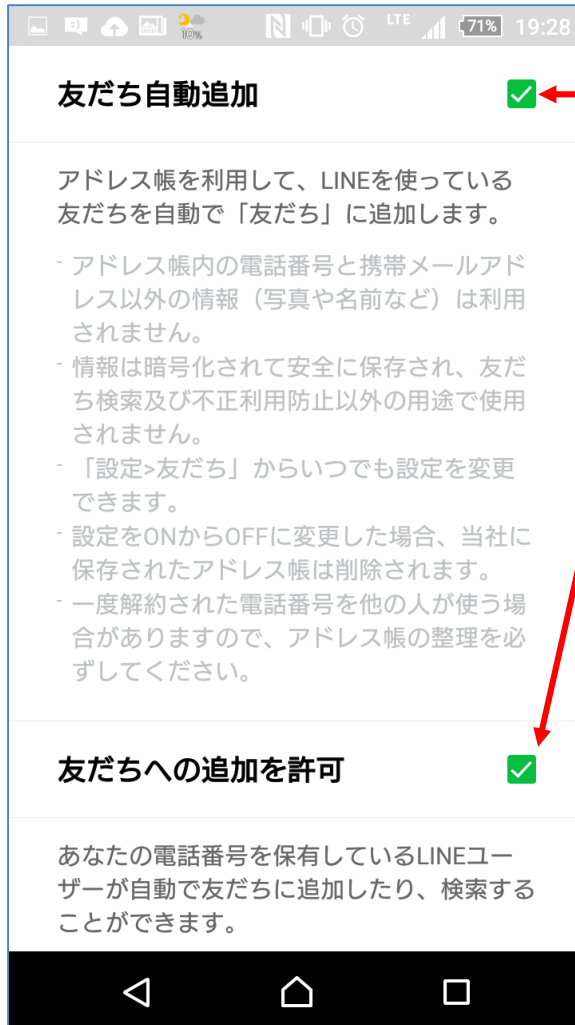 10%
LTE
71%
19:28
友だち自動追加
アドレス帳を利用して、LINEを使っている
友だちを自動で「友だち」に追加します。
- アドレス帳内の電話番号と携帯メールアド
レス以外の情報（写真や名前など）は利用
されません。
- 情報は暗号化されて安全に保存され、友だ
ち検索及び不正利用防止以外の用途で使用
されません。
- 「設定>友だち」からいつでも設定を変更
できます。
- 設定をONからOFFに変更した場合、当社に
保存されたアドレス帳は削除されます。
- 一度解約された電話番号を他の人が使う場
合がありますので、アドレス帳の整理を必
ずしてください。
友だちへの追加を許可
あなたの電話番号を保有しているLINEユー
ザーが自動で友だちに追加したり、検索する
ことができます。